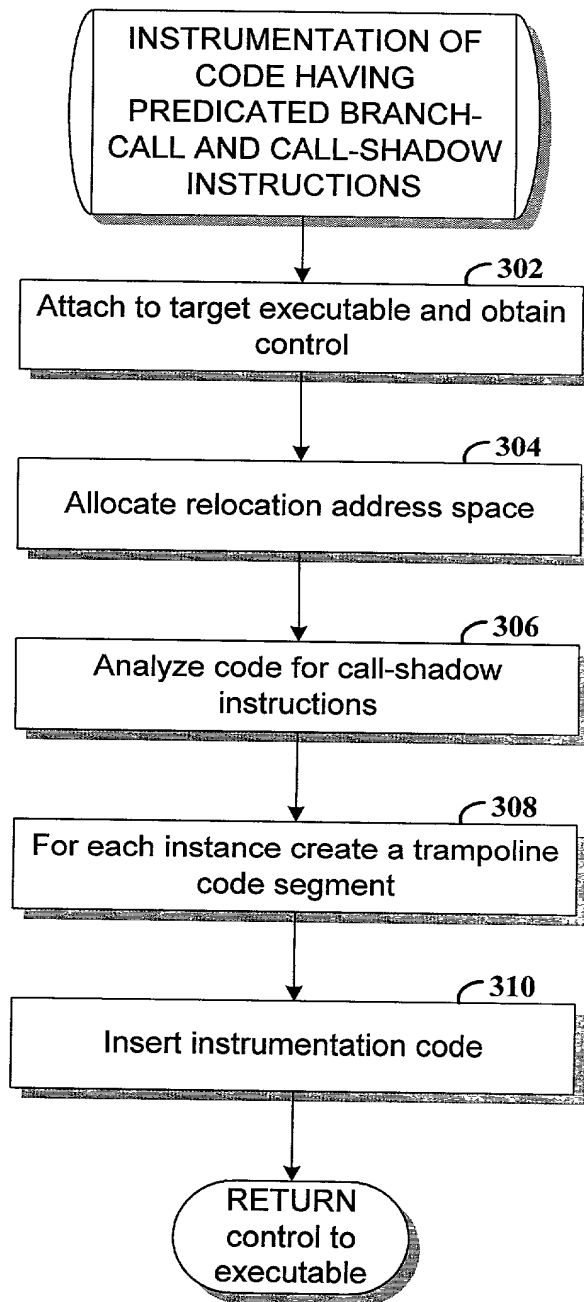 INSTRUMENTATION OF
CODE HAVING
PREDICATED BRANCH-
CALL AND CALL-SHADOW
INSTRUCTIONS
302
Attach to target executable and obtain
control
304
Allocate relocation address space
306
Analyze code for call-shadow
instructions
308
For each instance create a trampoline
code segment
310
Insert instrumentation code
RETURN
control to
executable